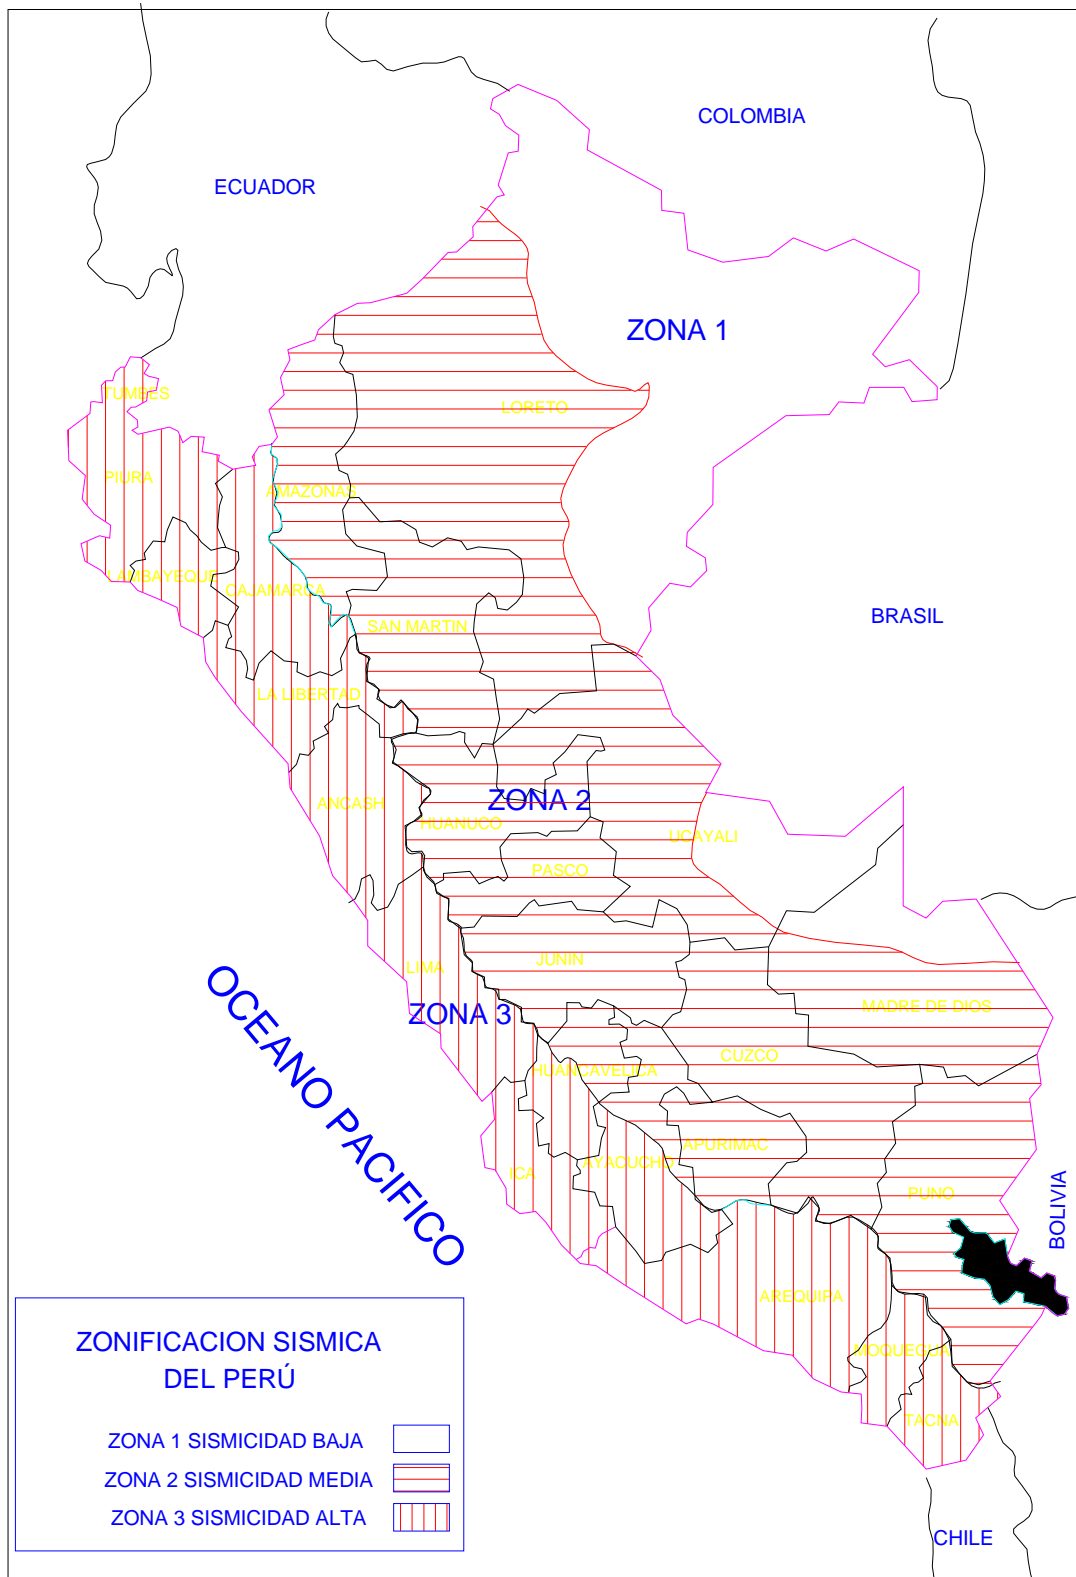 COLOMBIA
ECUADOR
ZONA 1
TUMBES
LORETO
PIURA
AMAZONAS
LAMBAYEQUE
CAJAMARCA
BRASIL
SAN MARTIN
LA LIBERTAD
ANCASH
ZONA 2
HUANUCO
UCAYALI
PASCO
LIMA
JUNIN
OCEANO PACIFICO
ZONA 3
MADRE DE DIOS
CUZCO
HUANCAVELICA
APURIMAC
ICA
AYACUCHO
PUNO
BOLIVIA
AREQUIPA
MOQUEGUA
TACNA
ZONIFICACION SISMICA
DEL PERÚ
ZONA 1 SISMICIDAD BAJA
ZONA 2 SISMICIDAD MEDIA
ZONA 3 SISMICIDAD ALTA
CHILE